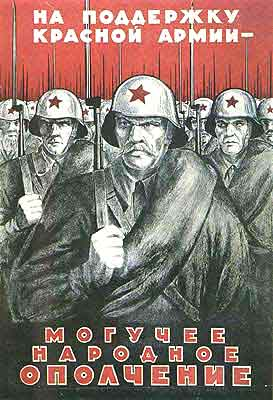 НА ПОДДЕРЖКУ
КРАСНОЙ АРМИИ–
МОГУЧЕЕ
НАРОДНОЕ
ОПОЛЧЕНИЕ